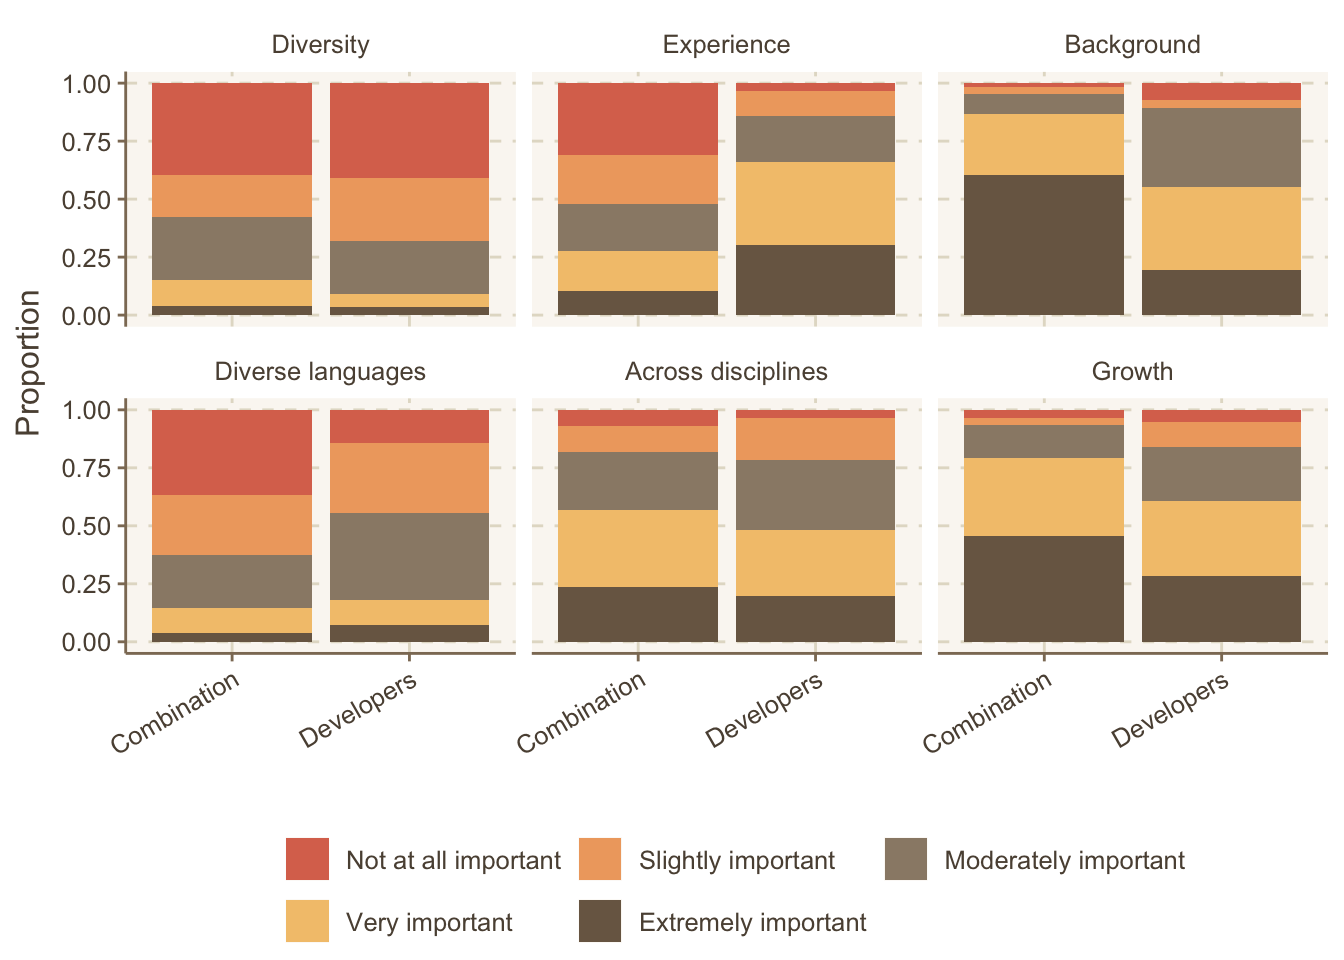 Diversity
Experience
Background
1.00
0.75
0.50
0.25
0.00
Proportion
Diverse languages
Across disciplines
Growth
1.00
0.75
0.50
0.25
0.00
Combination
Developers
Combination
Developers
Combination
Developers
Not at all important
Slightly important
Moderately important
Very important
Extremely important